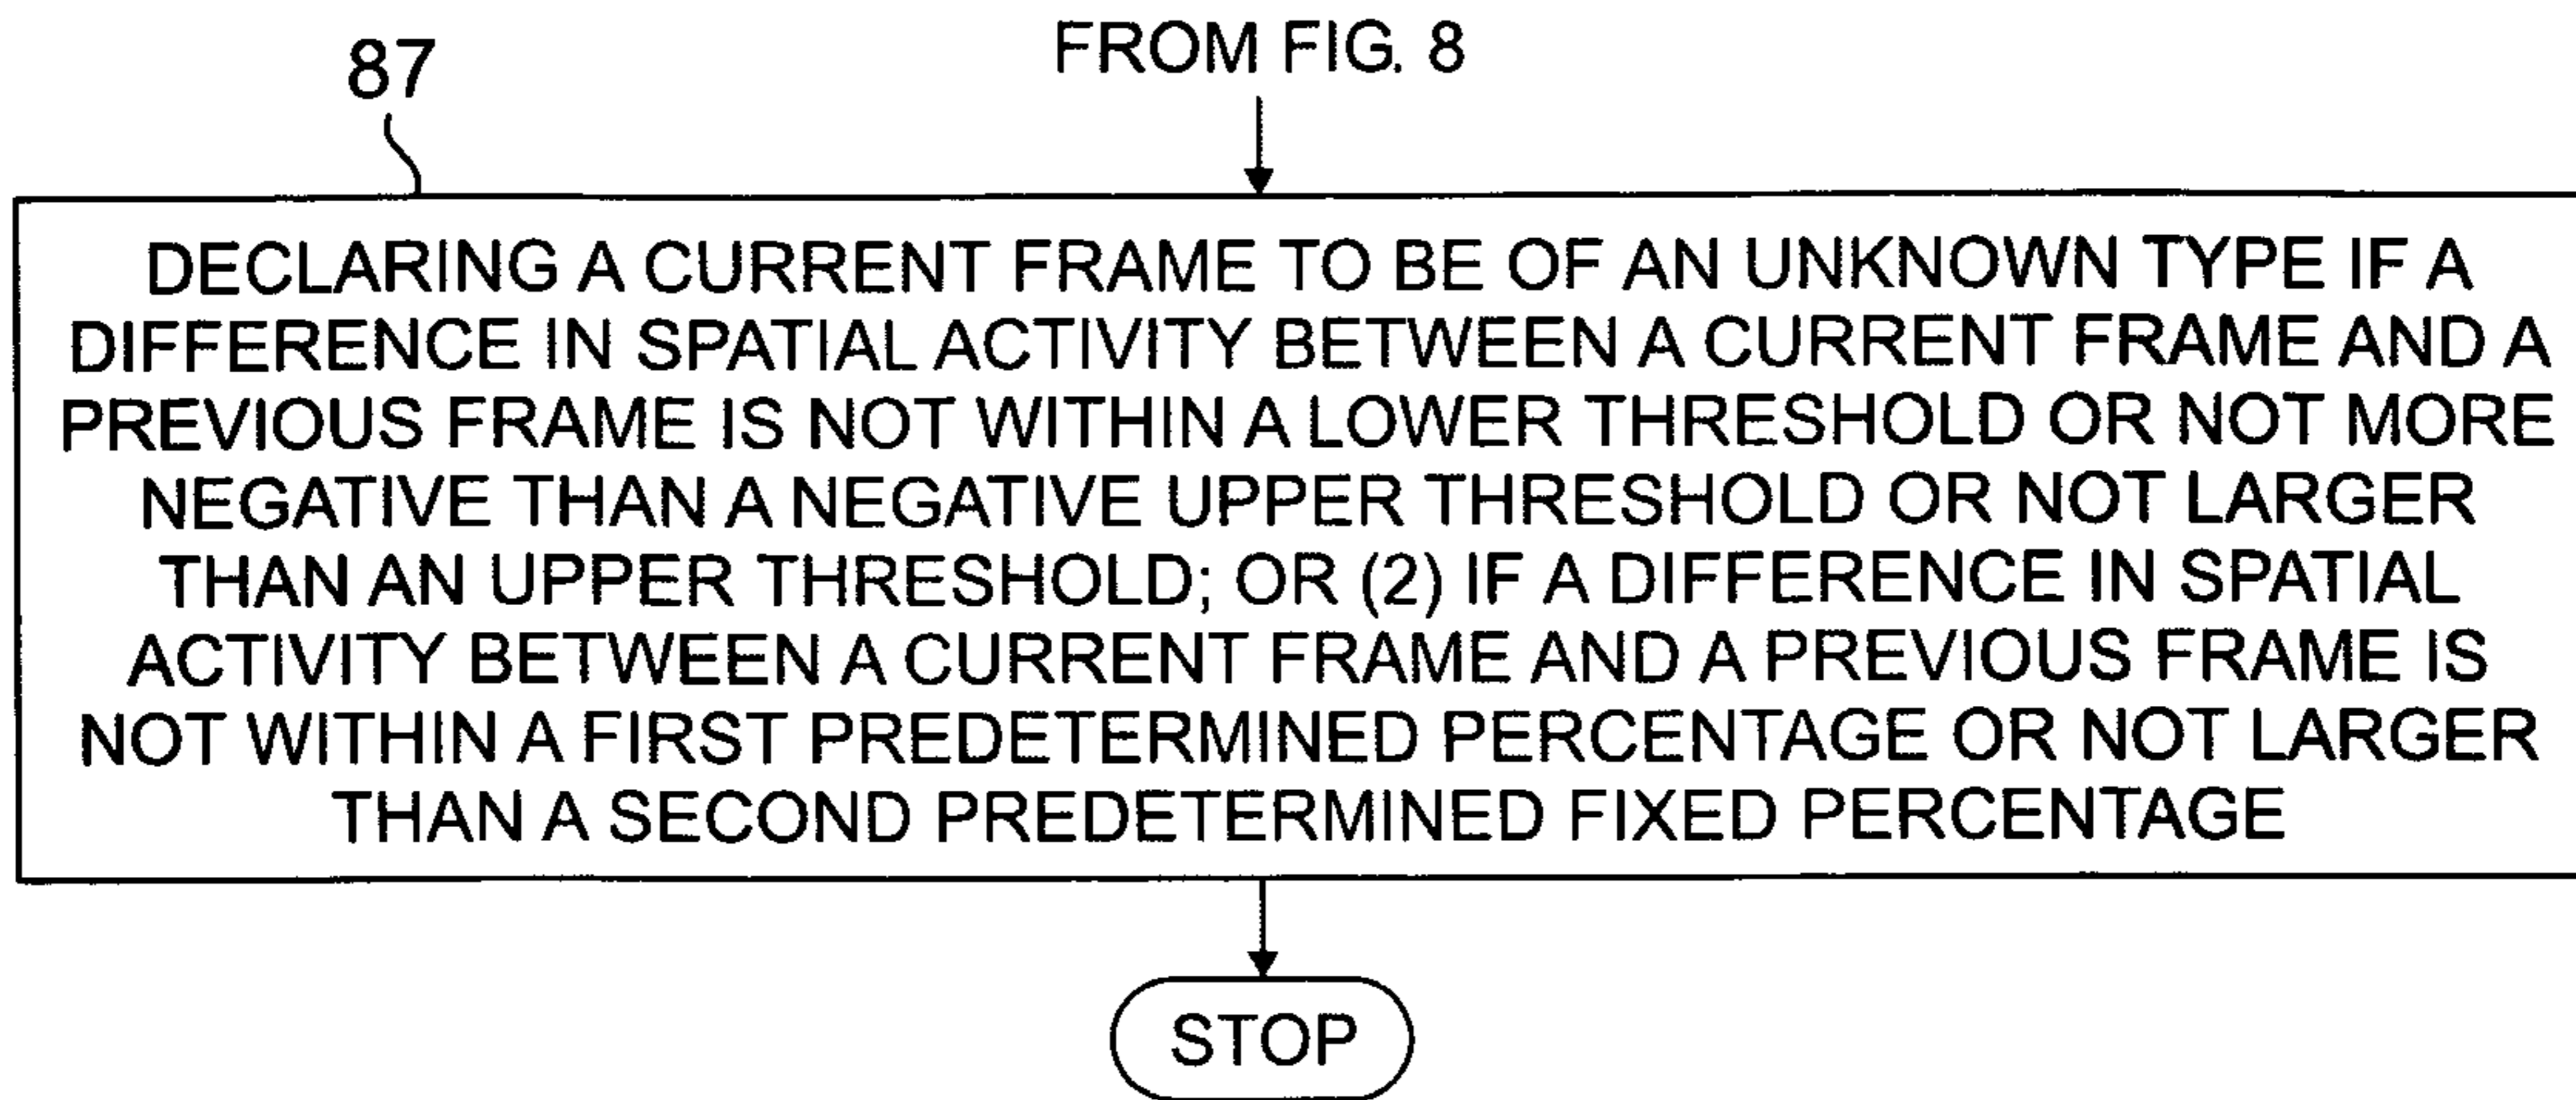 87
FROM FIG. 8
DECLARING A CURRENT FRAME TO BE OF AN UNKNOWN TYPE IF A
DIFFERENCE IN SPATIAL ACTIVITY BETWEEN A CURRENT FRAME AND A
PREVIOUS FRAME IS NOT WITHIN A LOWER THRESHOLD OR NOT MORE
NEGATIVE THAN A NEGATIVE UPPER THRESHOLD OR NOT LARGER
THAN AN UPPER THRESHOLD; OR (2) IF A DIFFERENCE IN SPATIAL
ACTIVITY BETWEEN A CURRENT FRAME AND A PREVIOUS FRAME IS
NOT WITHIN A FIRST PREDETERMINED PERCENTAGE OR NOT LARGER
THAN A SECOND PREDETERMINED FIXED PERCENTAGE
STOP